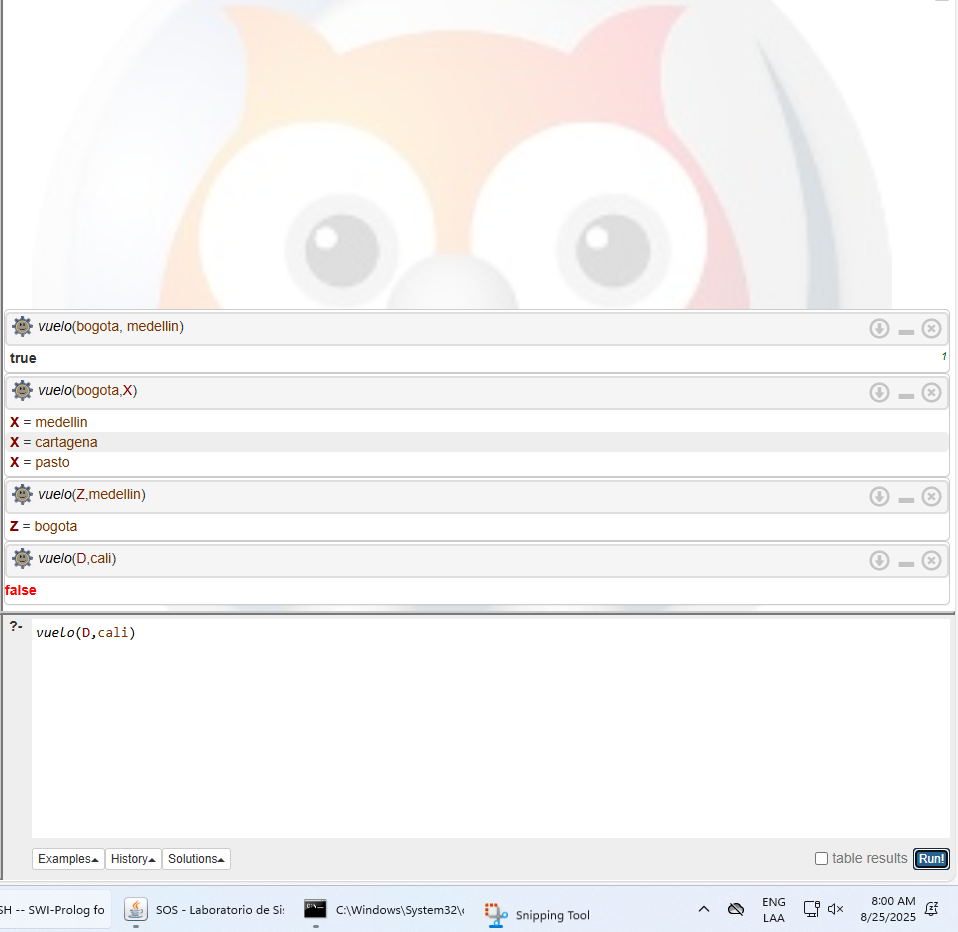 vuelo(bogota, medellin)
true
1
vuelo(bogota,X)
X = medellin
X = cartagena
X = pasto
vuelo(Z,medellin)
Z = bogota
vuelo(D,cali)
false
?-
vuelo(D,cali)
Examples
History
Solutions
table results
Run!
SH -- SWI-Prolog fo
SOS - Laboratorio de Si
C:\Windows\System32\
Snipping Tool
ENG
LAA
8:00 AM
8/25/2025